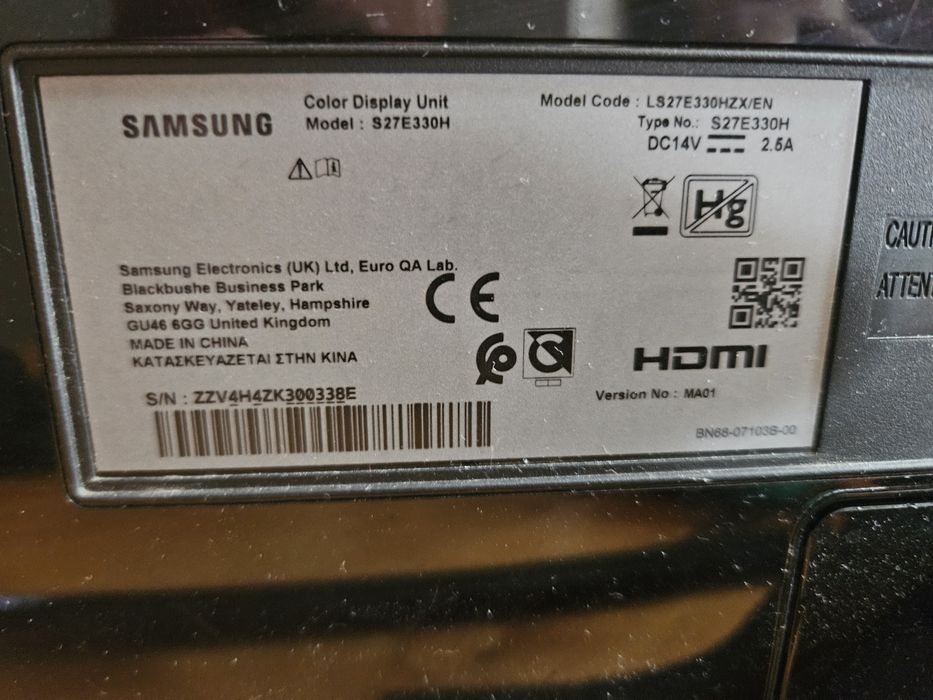 SAMSUNG
Color Display Unit
Model : S27E330H
Model Code : LS27E330HZX/EN
Type No.: S27E330H
DC14V 2.5A
Hg
Samsung Electronics (UK) Ltd, Euro QA Lab.
Blackbushe Business Park
Saxony Way, Yateley, Hampshire
GU46 6GG United Kingdom
MADE IN CHINA
ΚΑΤΑΣΚΕΥΑΖΕΤΑΙ ΣΤΗΝ ΚΙΝΑ
CE
HDMI
S/N : ZZV4H4ZK300338E
Version No : MA01
BN68-07103B-00